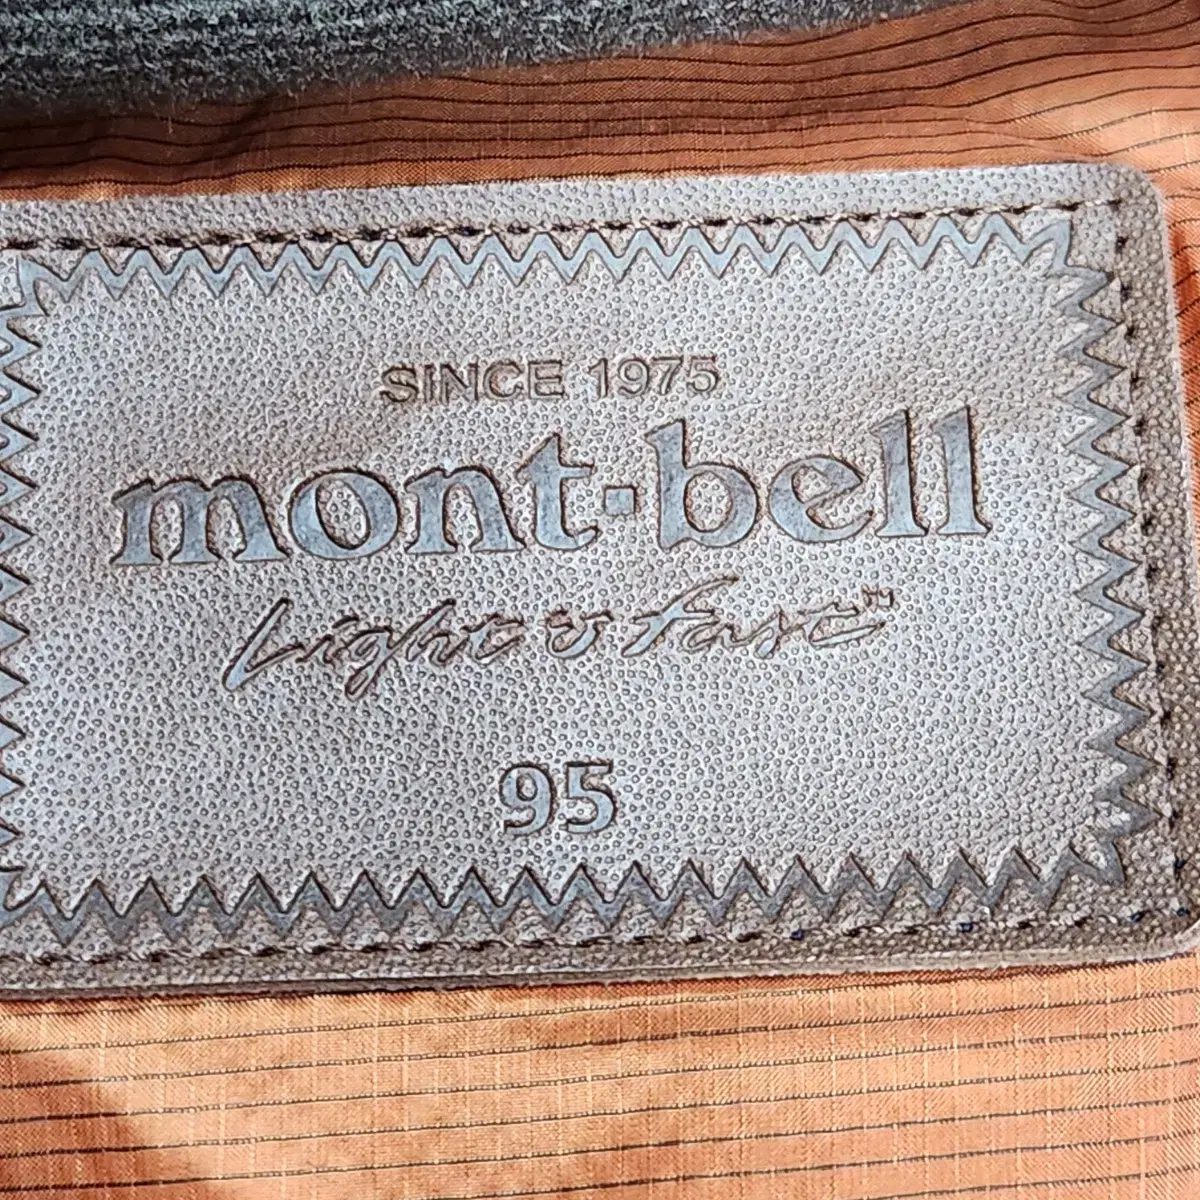 SINCE 1975
mont·bell
Light & Fast™
95